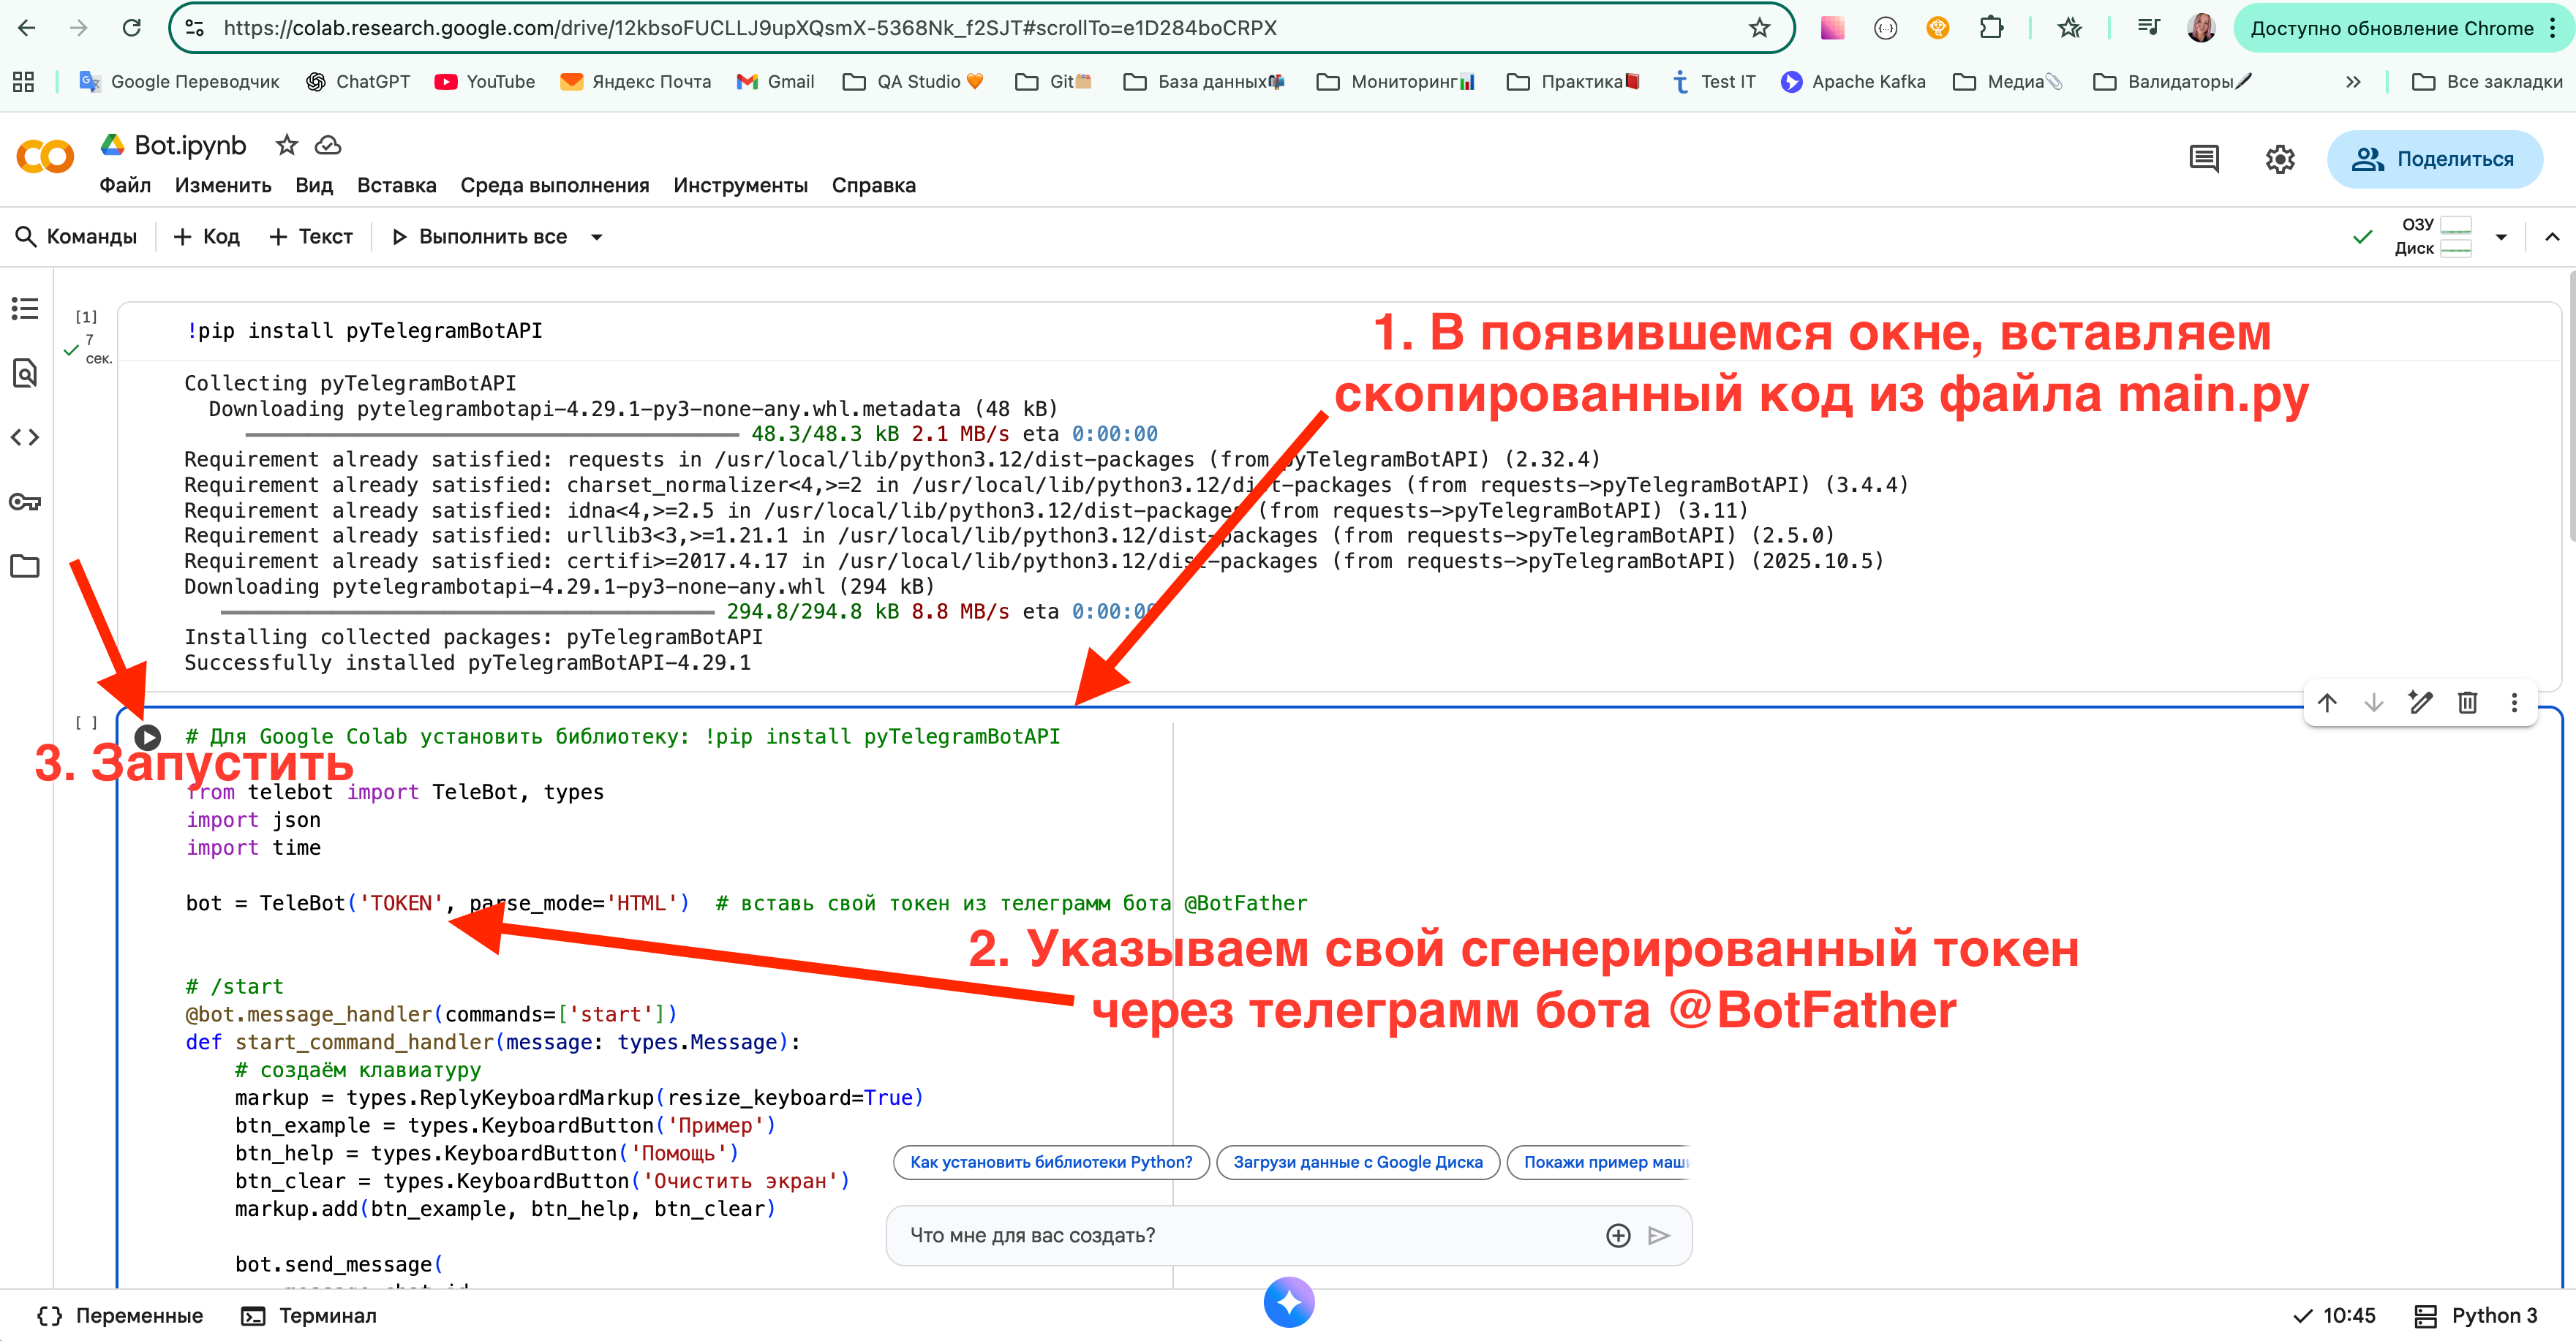 https://colab.research.google.com/drive/12kbsoFUCLLJ9upXQsmX-5368Nk_f2SJT#scrollTo=e1D284boCRPX
Доступно обновление Chrome
Google Переводчик
ChatGPT
YouTube
Яндекс Почта
Gmail
QA Studio 🧡
Git
База данных
Мониторинг
Практика
Test IT
Apache Kafka
Медиа
Валидаторы
Все закладки
Bot.ipynb
Файл Изменить Вид Вставка Среда выполнения Инструменты Справка
Поделиться
Команды + Код + Текст Выполнить все
ОЗУ
Диск
[1]
7
сек.
!pip install pyTelegramBotAPI
1. В появившемся окне, вставляем
скопированный код из файла main.py
Collecting pyTelegramBotAPI
Downloading pytelegrambotapi-4.29.1-py3-none-any.whl.metadata (48 kB)
48.3/48.3 kB 2.1 MB/s eta 0:00:00
Requirement already satisfied: requests in /usr/local/lib/python3.12/dist-packages (from pyTelegramBotAPI) (2.32.4)
Requirement already satisfied: charset_normalizer<4,>=2 in /usr/local/lib/python3.12/dist-packages (from requests->pyTelegramBotAPI) (3.4.4)
Requirement already satisfied: idna<4,>=2.5 in /usr/local/lib/python3.12/dist-packages (from requests->pyTelegramBotAPI) (3.11)
Requirement already satisfied: urllib3<3,>=1.21.1 in /usr/local/lib/python3.12/dist-packages (from requests->pyTelegramBotAPI) (2.5.0)
Requirement already satisfied: certifi>=2017.4.17 in /usr/local/lib/python3.12/dist-packages (from requests->pyTelegramBotAPI) (2025.10.5)
Downloading pytelegrambotapi-4.29.1-py3-none-any.whl (294 kB)
294.8/294.8 kB 8.8 MB/s eta 0:00:00
Installing collected packages: pyTelegramBotAPI
Successfully installed pyTelegramBotAPI-4.29.1
[ ]
# Для Google Colab установить библиотеку: !pip install pyTelegramBotAPI
3. Запустить
from telebot import TeleBot, types
import json
import time
bot = TeleBot('TOKEN', parse_mode='HTML')  # вставь свой токен из телеграмм бота @BotFather
2. Указываем свой сгенерированный токен
через телеграмм бота @BotFather
# /start
@bot.message_handler(commands=['start'])
def start_command_handler(message: types.Message):
# создаём клавиатуру
markup = types.ReplyKeyboardMarkup(resize_keyboard=True)
btn_example = types.KeyboardButton('Пример')
btn_help = types.KeyboardButton('Помощь')
btn_clear = types.KeyboardButton('Очистить экран')
markup.add(btn_example, btn_help, btn_clear)
bot.send_message(
Как установить библиотеки Python?
Загрузи данные с Google Диска
Покажи пример
Что мне для вас создать?
Переменные
Терминал
10:45
Python 3